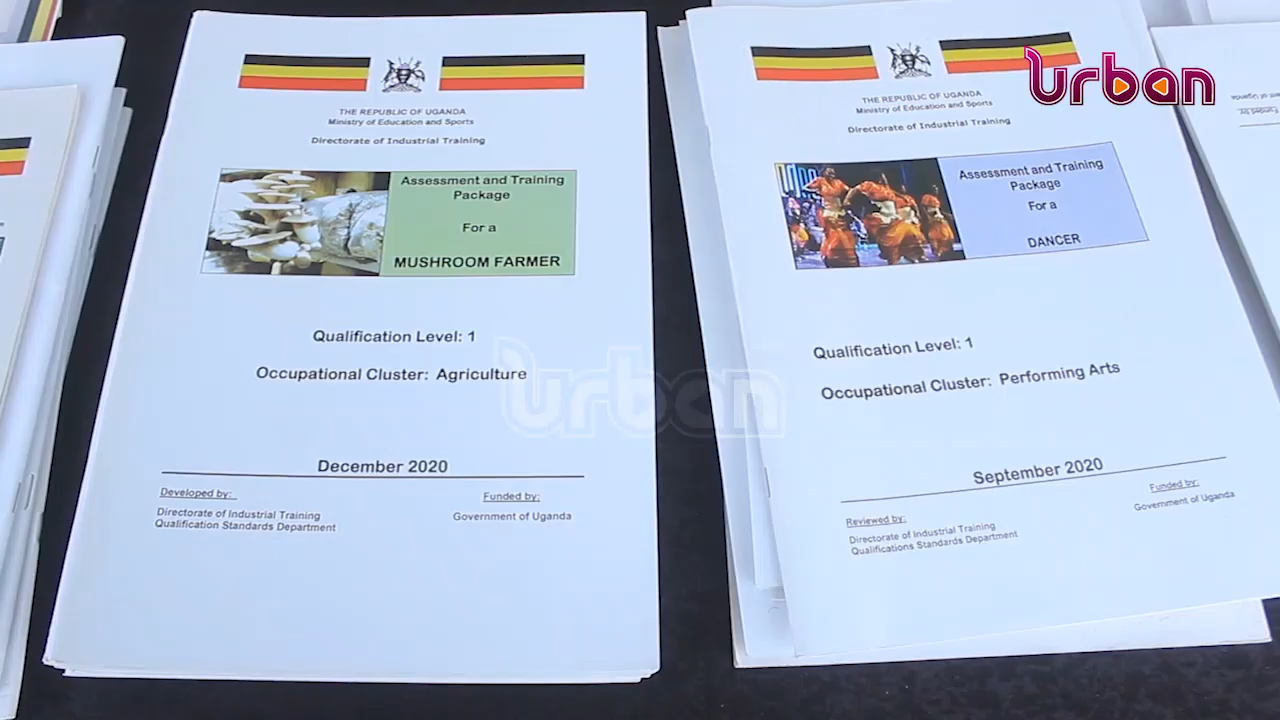 THE REPUBLIC OF UGANDA
Ministry of Education and Sports
Directorate of Industrial Training
Assessment and Training
Package
For a
MUSHROOM FARMER
Qualification Level: 1
Occupational Cluster: Agriculture
December 2020
Developed by:
Directorate of Industrial Training
Qualification Standards Department
Funded by:
Government of Uganda
THE REPUBLIC OF UGANDA
Ministry of Education and Sports
Directorate of Industrial Training
Assessment and Training
Package
For a
DANCER
Qualification Level: 1
Occupational Cluster: Performing Arts
September 2020
Reviewed by:
Directorate of Industrial Training
Qualifications Standards Department
Funded by:
Government of Uganda
urban
urban
Funded by: